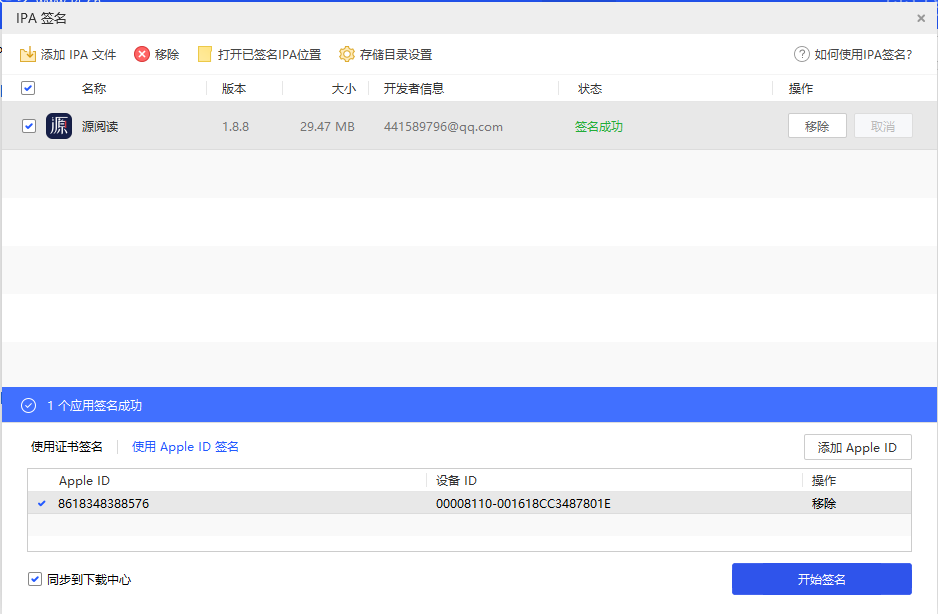 IPA 签名
添加 IPA 文件 移除 打开已签名IPA位置 存储目录设置 如何使用IPA签名?
名称 版本 大小 开发者信息 状态 操作
源 源阅读 1.8.8 29.47 MB 441589796@qq.com 签名成功 移除 取消
1 个应用签名成功
使用证书签名 使用 Apple ID 签名 添加 Apple ID
Apple ID 设备 ID 操作
8618348388576 00008110-001618CC3487801E 移除
同步到下载中心 开始签名